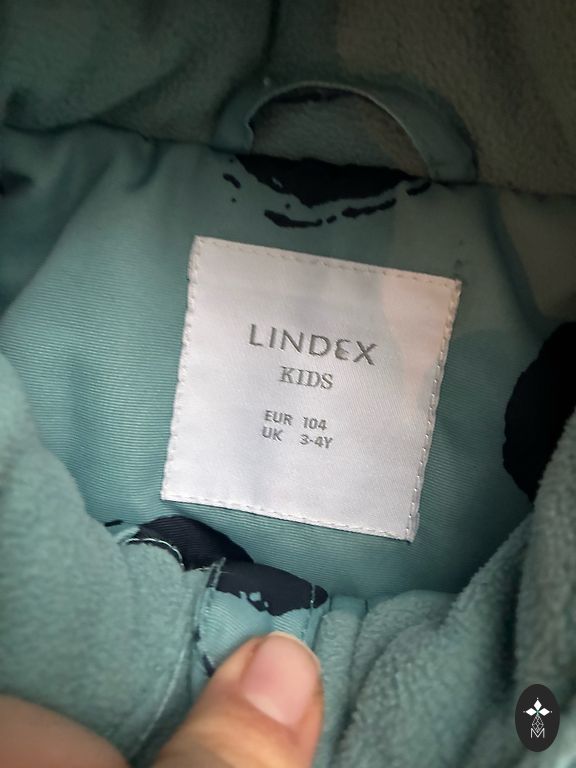 LINDEX
KIDS
EUR 104
UK 3-4Y